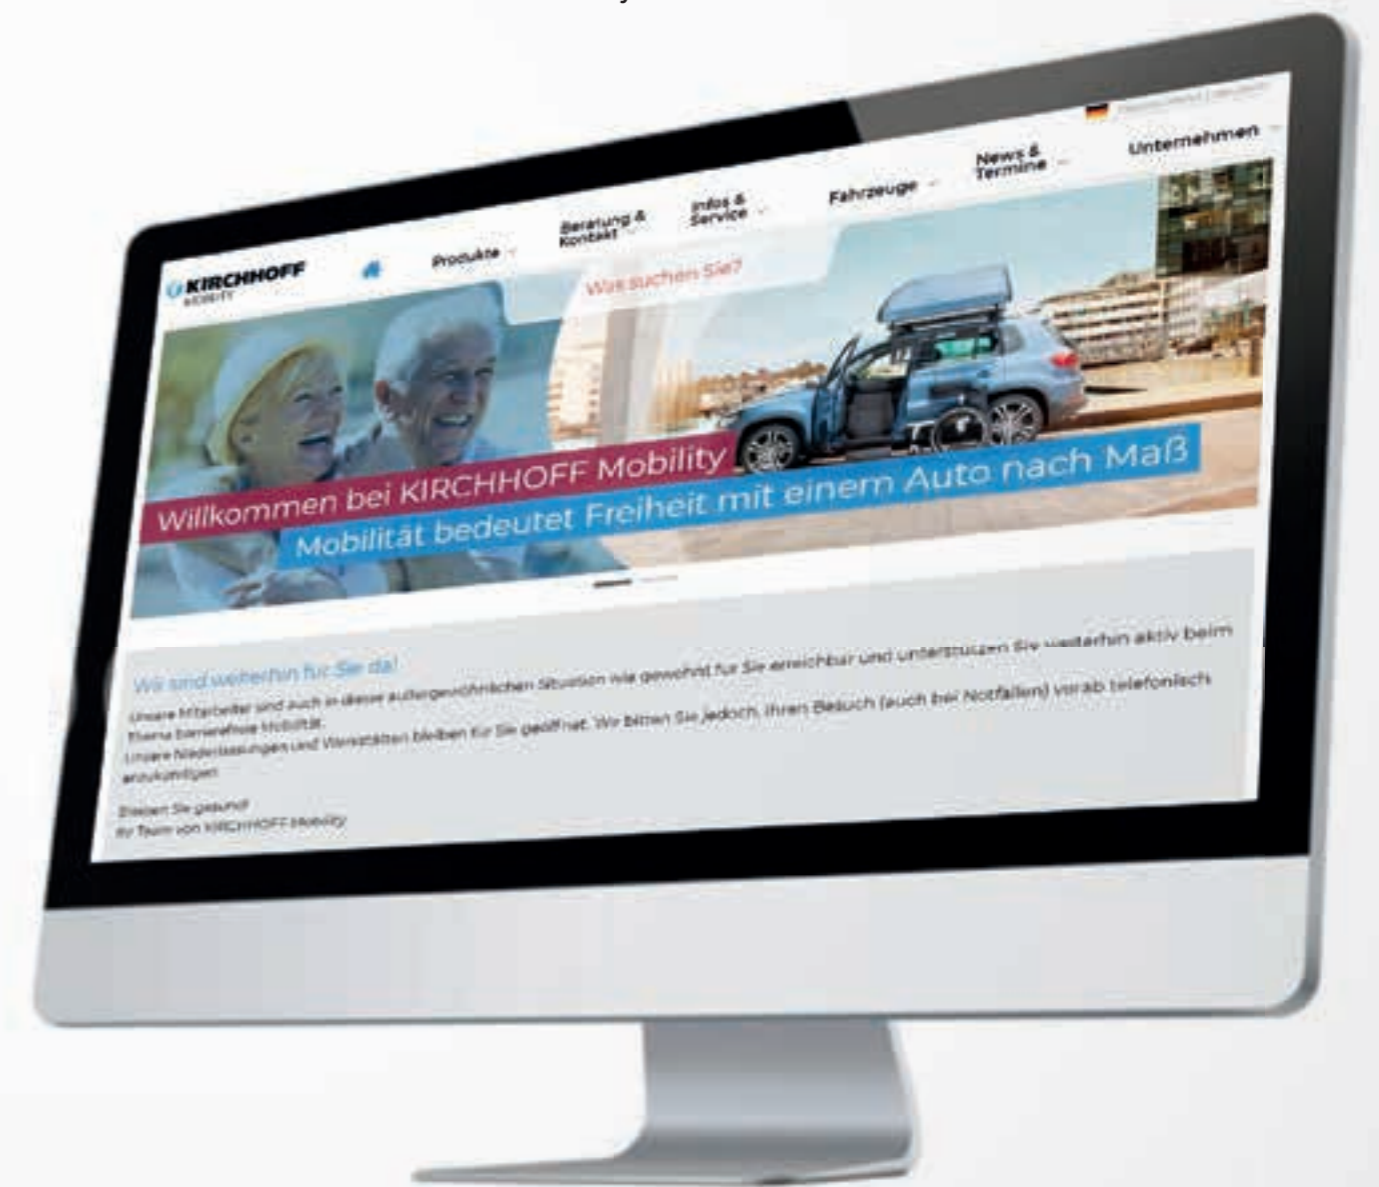 KIRCHHOFF
MOBILITY
Produkte
Beratung &
Kontakt
Infos &
Service
Fahrzeuge
News &
Termine
Unternehmen
Was suchen Sie?
Willkommen bei KIRCHHOFF Mobility
Mobilität bedeutet Freiheit mit einem Auto nach Maß
Wir sind weiterhin für Sie da!
Unsere Mitarbeiter sind auch in dieser außergewöhnlichen Situation wie gewohnt für Sie erreichbar und unterstützen Sie weiterhin aktiv beim
Thema barrierefreie Mobilität.
Unsere Niederlassungen und Werkstätten bleiben für Sie geöffnet. Wir bitten Sie jedoch, Ihren Besuch (auch bei Notfällen) vorab telefonisch
anzukündigen.
Bleiben Sie gesund!
Ihr Team von KIRCHHOFF Mobility